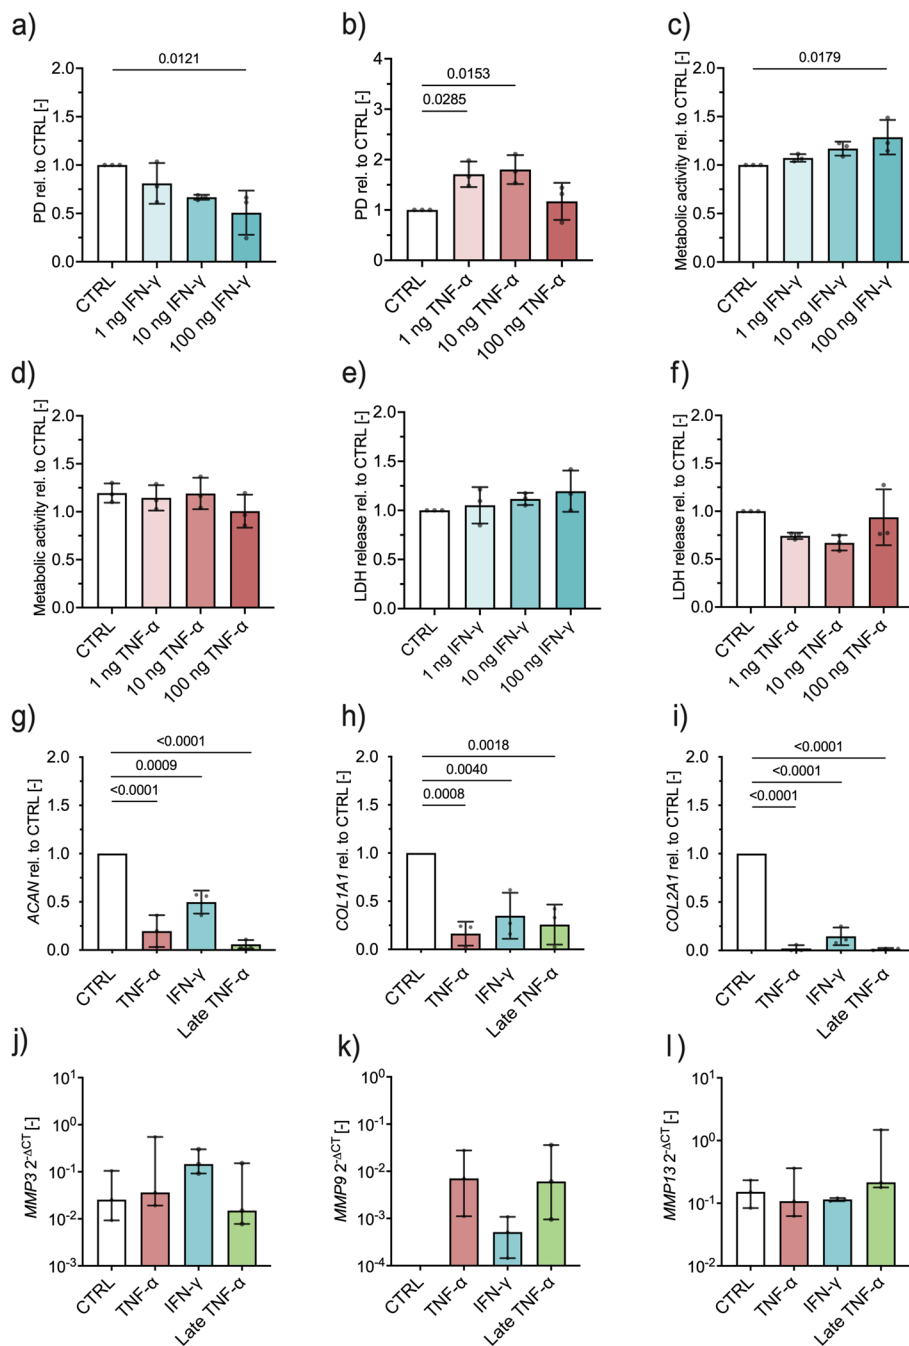 a)
PD rel. to CTRL [-]
2.0
1.5
1.0
0.5
0.0
0.0121
CTRL
1 ng IFN-γ
10 ng IFN-γ
100 ng IFN-γ
b)
PD rel. to CTRL [-]
4
3
2
1
0
0.0153
0.0285
CTRL
1 ng TNF-α
10 ng TNF-α
100 ng TNF-α
c)
Metabolic activity rel. to CTRL [-]
2.0
1.5
1.0
0.5
0.0
0.0179
CTRL
1 ng IFN-γ
10 ng IFN-γ
100 ng IFN-γ
d)
Metabolic activity rel. to CTRL [-]
2.0
1.5
1.0
0.5
0.0
CTRL
1 ng TNF-α
10 ng TNF-α
100 ng TNF-α
e)
LDH release rel. to CTRL [-]
2.0
1.5
1.0
0.5
0.0
CTRL
1 ng IFN-γ
10 ng IFN-γ
100 ng IFN-γ
f)
LDH release rel. to CTRL [-]
2.0
1.5
1.0
0.5
0.0
CTRL
1 ng TNF-α
10 ng TNF-α
100 ng TNF-α
g)
ACAN rel. to CTRL [-]
2.0
1.5
1.0
0.5
0.0
<0.0001
0.0009
<0.0001
CTRL
TNF-α
IFN-γ
Late TNF-α
h)
COL1A1 rel. to CTRL [-]
2.0
1.5
1.0
0.5
0.0
0.0018
0.0040
0.0008
CTRL
TNF-α
IFN-γ
Late TNF-α
i)
COL2A1 rel. to CTRL [-]
2.0
1.5
1.0
0.5
0.0
<0.0001
<0.0001
<0.0001
CTRL
TNF-α
IFN-γ
Late TNF-α
j)
MMP3 2-ΔCT [-]
10¹
10⁰
10⁻¹
10⁻²
10⁻³
CTRL
TNF-α
IFN-γ
Late TNF-α
k)
MMP9 2-ΔCT [-]
10⁰
10⁻¹
10⁻²
10⁻³
10⁻⁴
CTRL
TNF-α
IFN-γ
Late TNF-α
l)
MMP13 2-ΔCT [-]
10¹
10⁰
10⁻¹
10⁻²
CTRL
TNF-α
IFN-γ
Late TNF-α